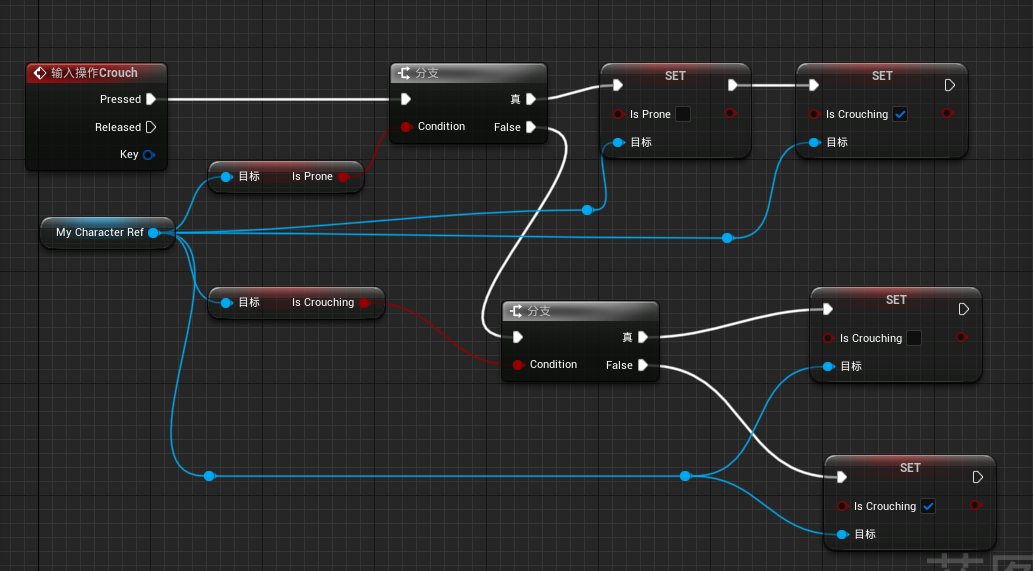 输入操作Crouch
Pressed
Released
Key
分支
真
Condition
False
SET
Is Prone
目标
SET
Is Crouching
目标
目标
Is Prone
My Character Ref
目标
Is Crouching
分支
真
Condition
False
SET
Is Crouching
目标
SET
Is Crouching
目标